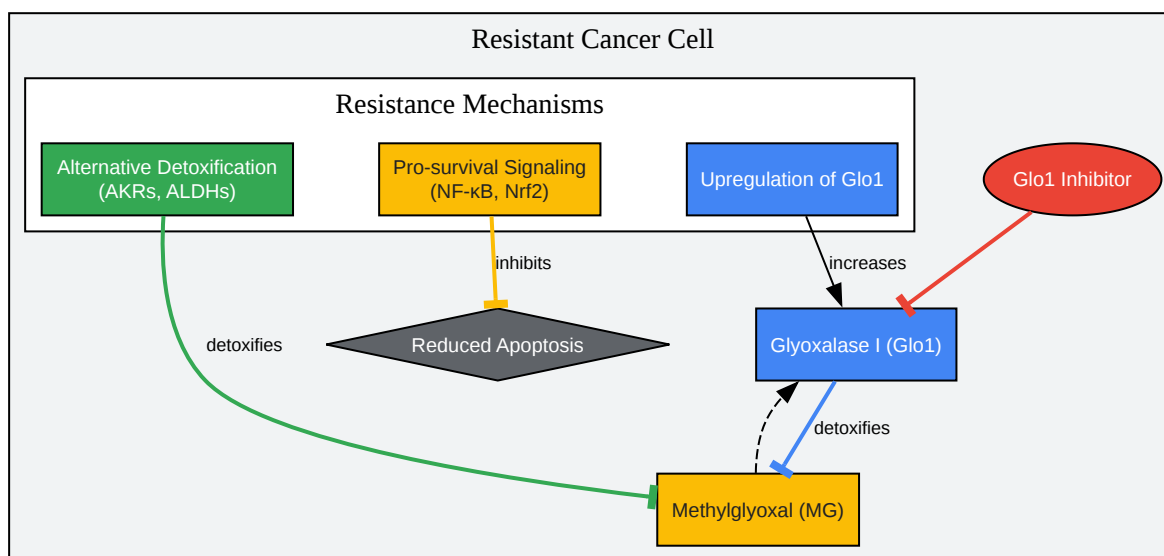 Resistant Cancer Cell
Resistance Mechanisms
Alternative Detoxification
(AKRs, ALDHs)
Pro-survival Signaling
(NF-κB, Nrf2)
Upregulation of Glo1
Glo1 Inhibitor
inhibits
increases
detoxifies
Reduced Apoptosis
Glyoxalase I (Glo1)
detoxifies
Methylglyoxal (MG)